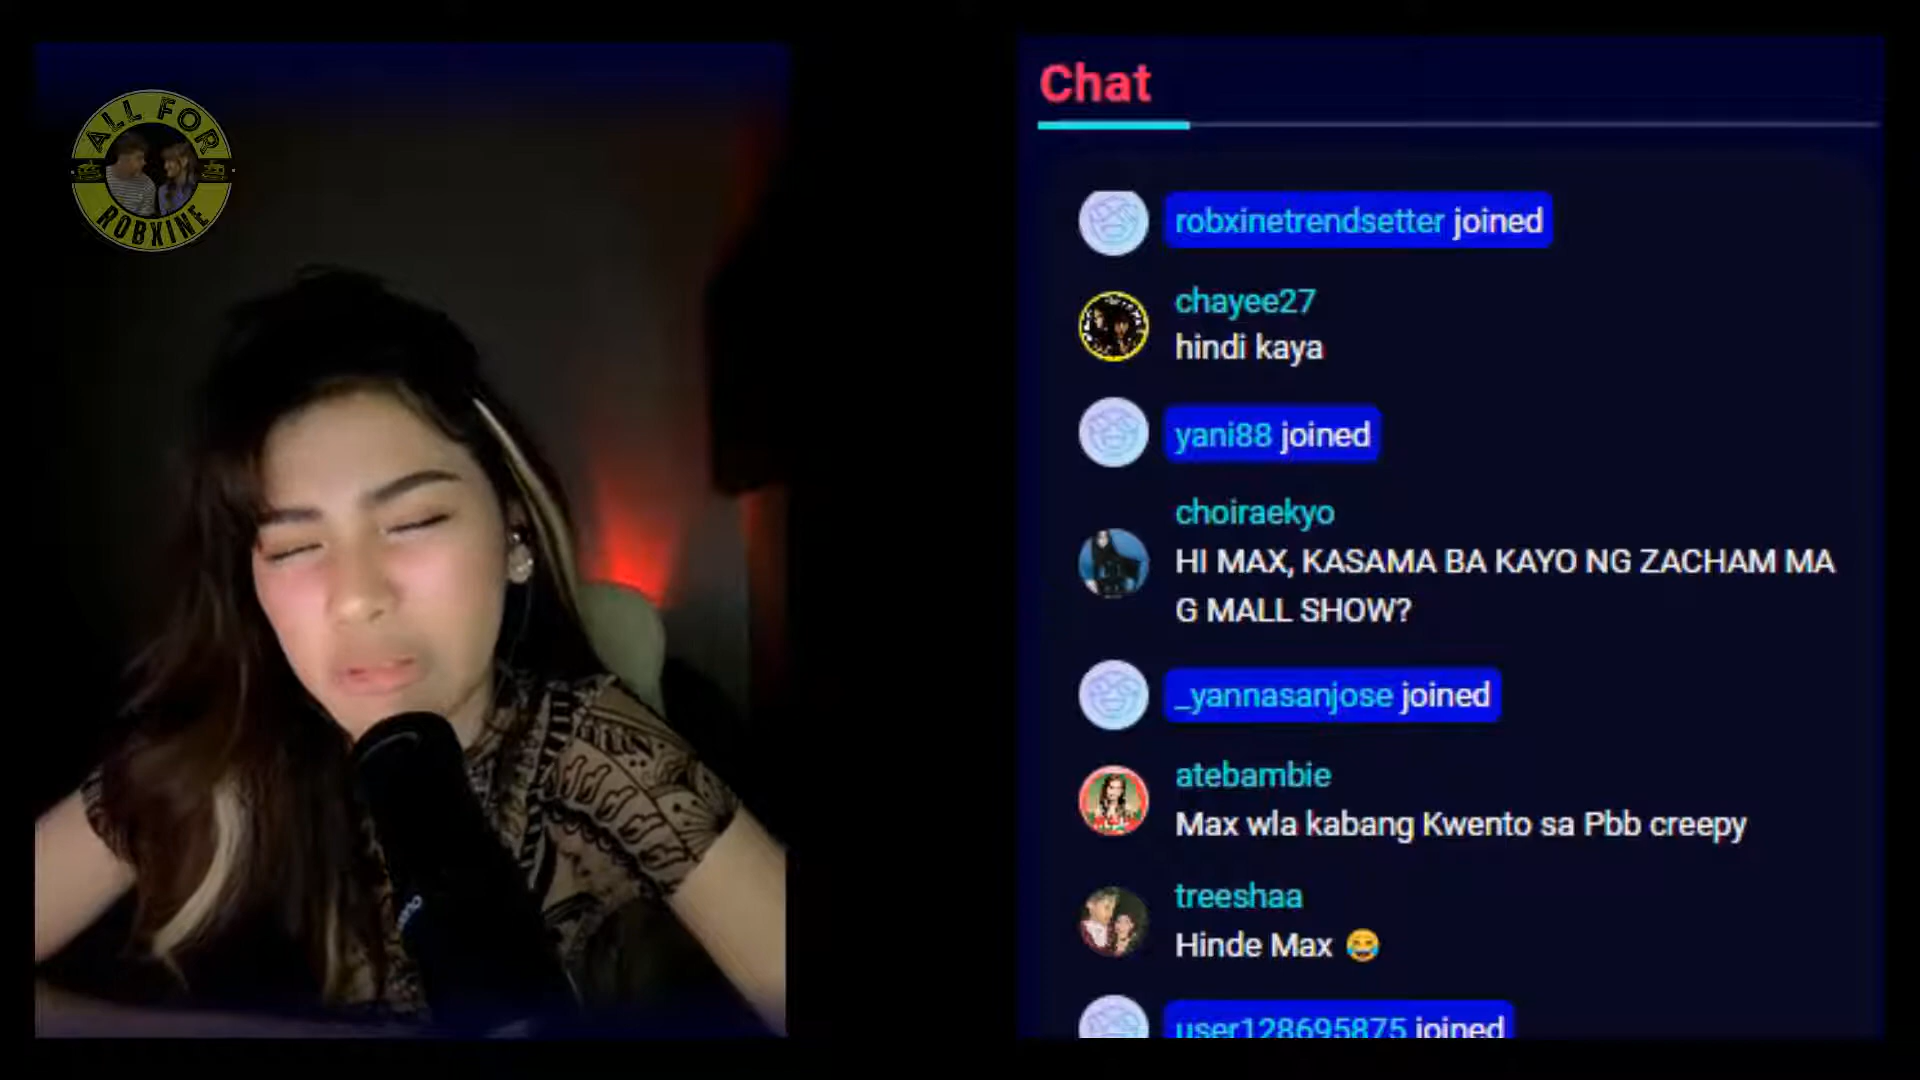 ALL FOR
ROBXINE
Chat
robxinetrendsetter joined
chayee27
hindi kaya
yani88 joined
choiraekyo
HI MAX, KASAMA BA KAYO NG ZACHAM MA
G MALL SHOW?
_yannasanjose joined
atebambie
Max wla kabang Kwento sa Pbb creepy
treeshaa
Hinde Max 😂
user128695875 joined